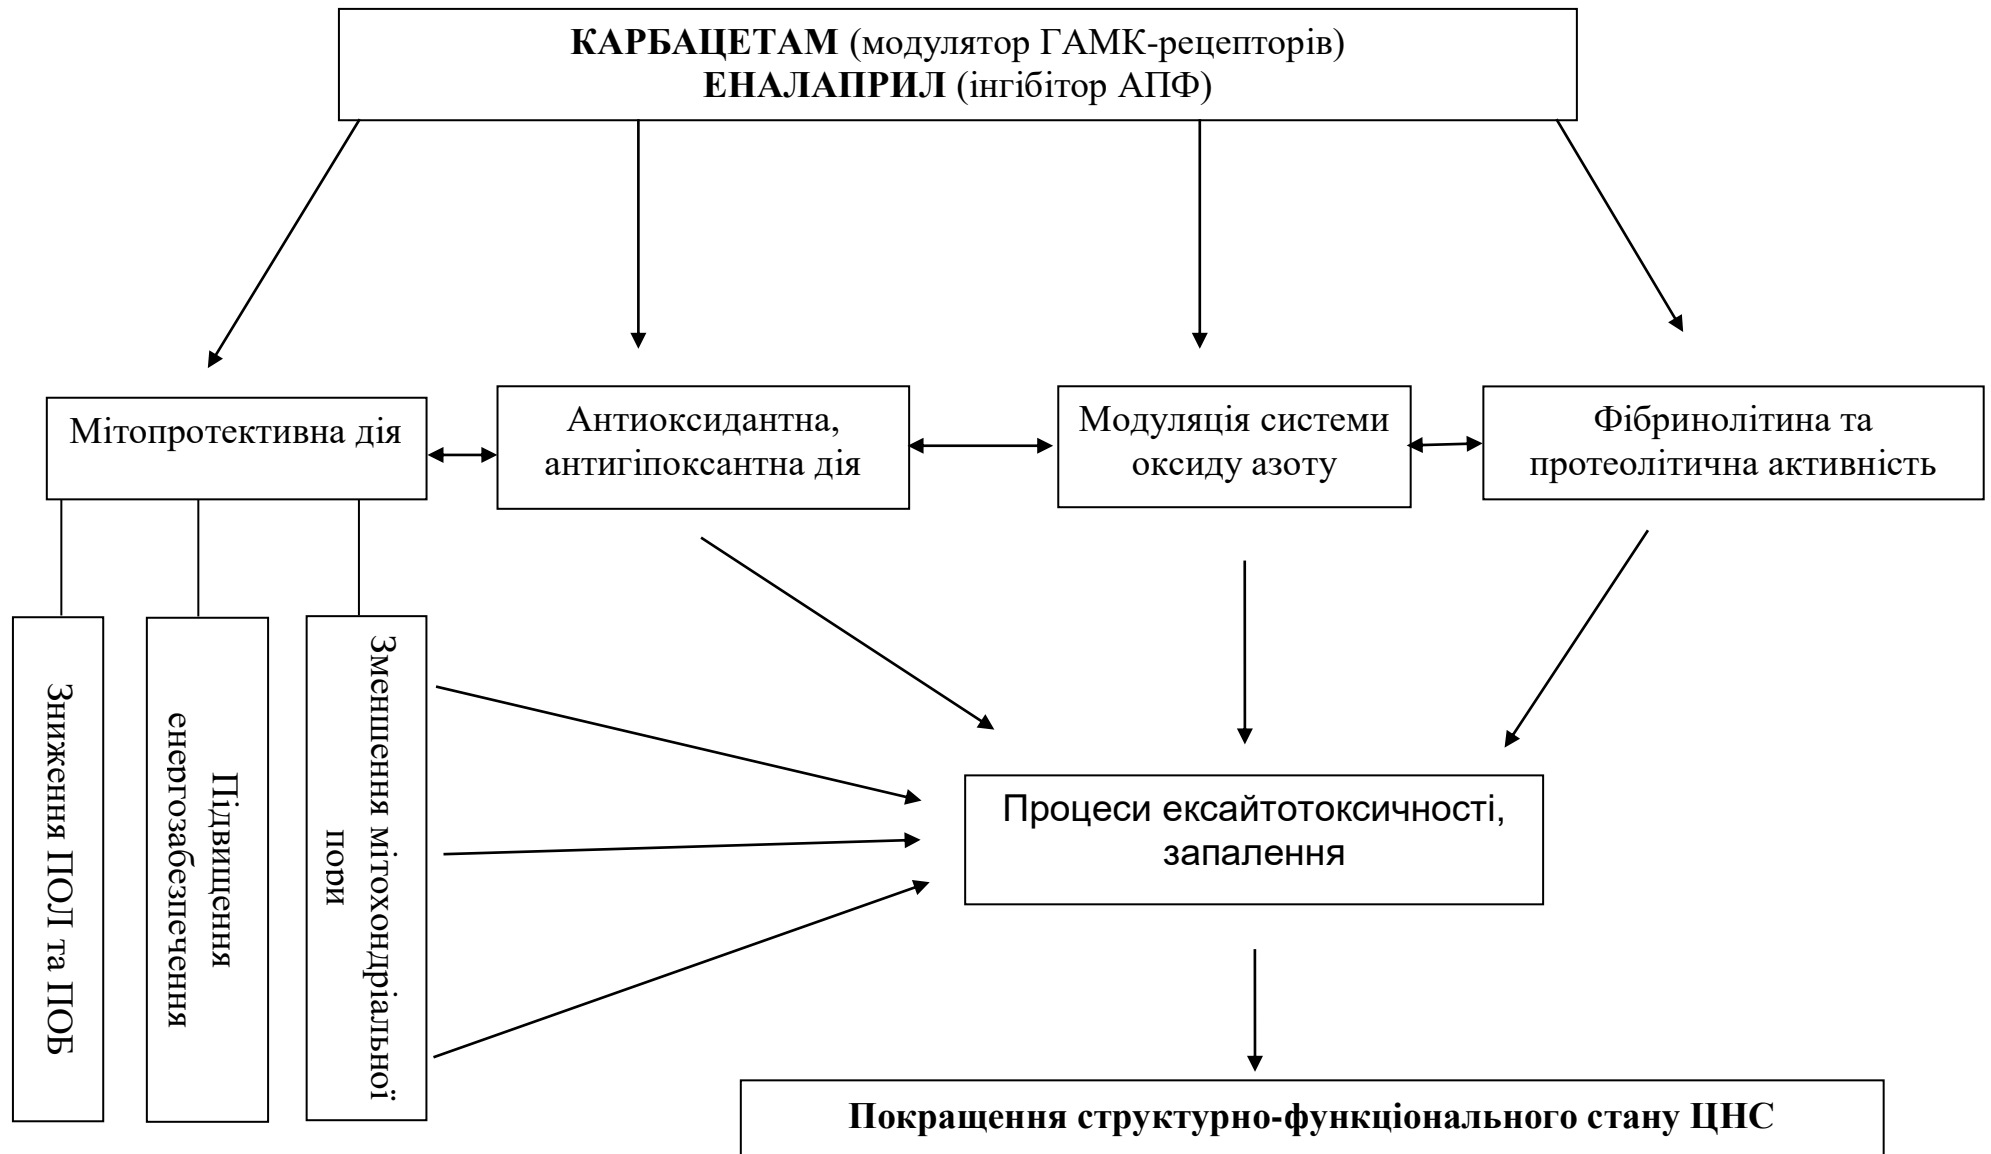 КАРБАЦЕТАМ (модулятор ГАМК-рецепторів)
ЕНАЛАПРИЛ (інгібітор АПФ)
Мітопротективна дія
Антиоксидантна,
антигіпоксантна дія
Модуляція системи
оксиду азоту
Фібринолітина та
протеолітична активність
Зниження ПОЛ та ПОБ
Підвищення
енергозабезпечення
Зменшення мітохондріальної
пори
Процеси ексайтотоксичності,
запалення
Покращення структурно-функціонального стану ЦНС